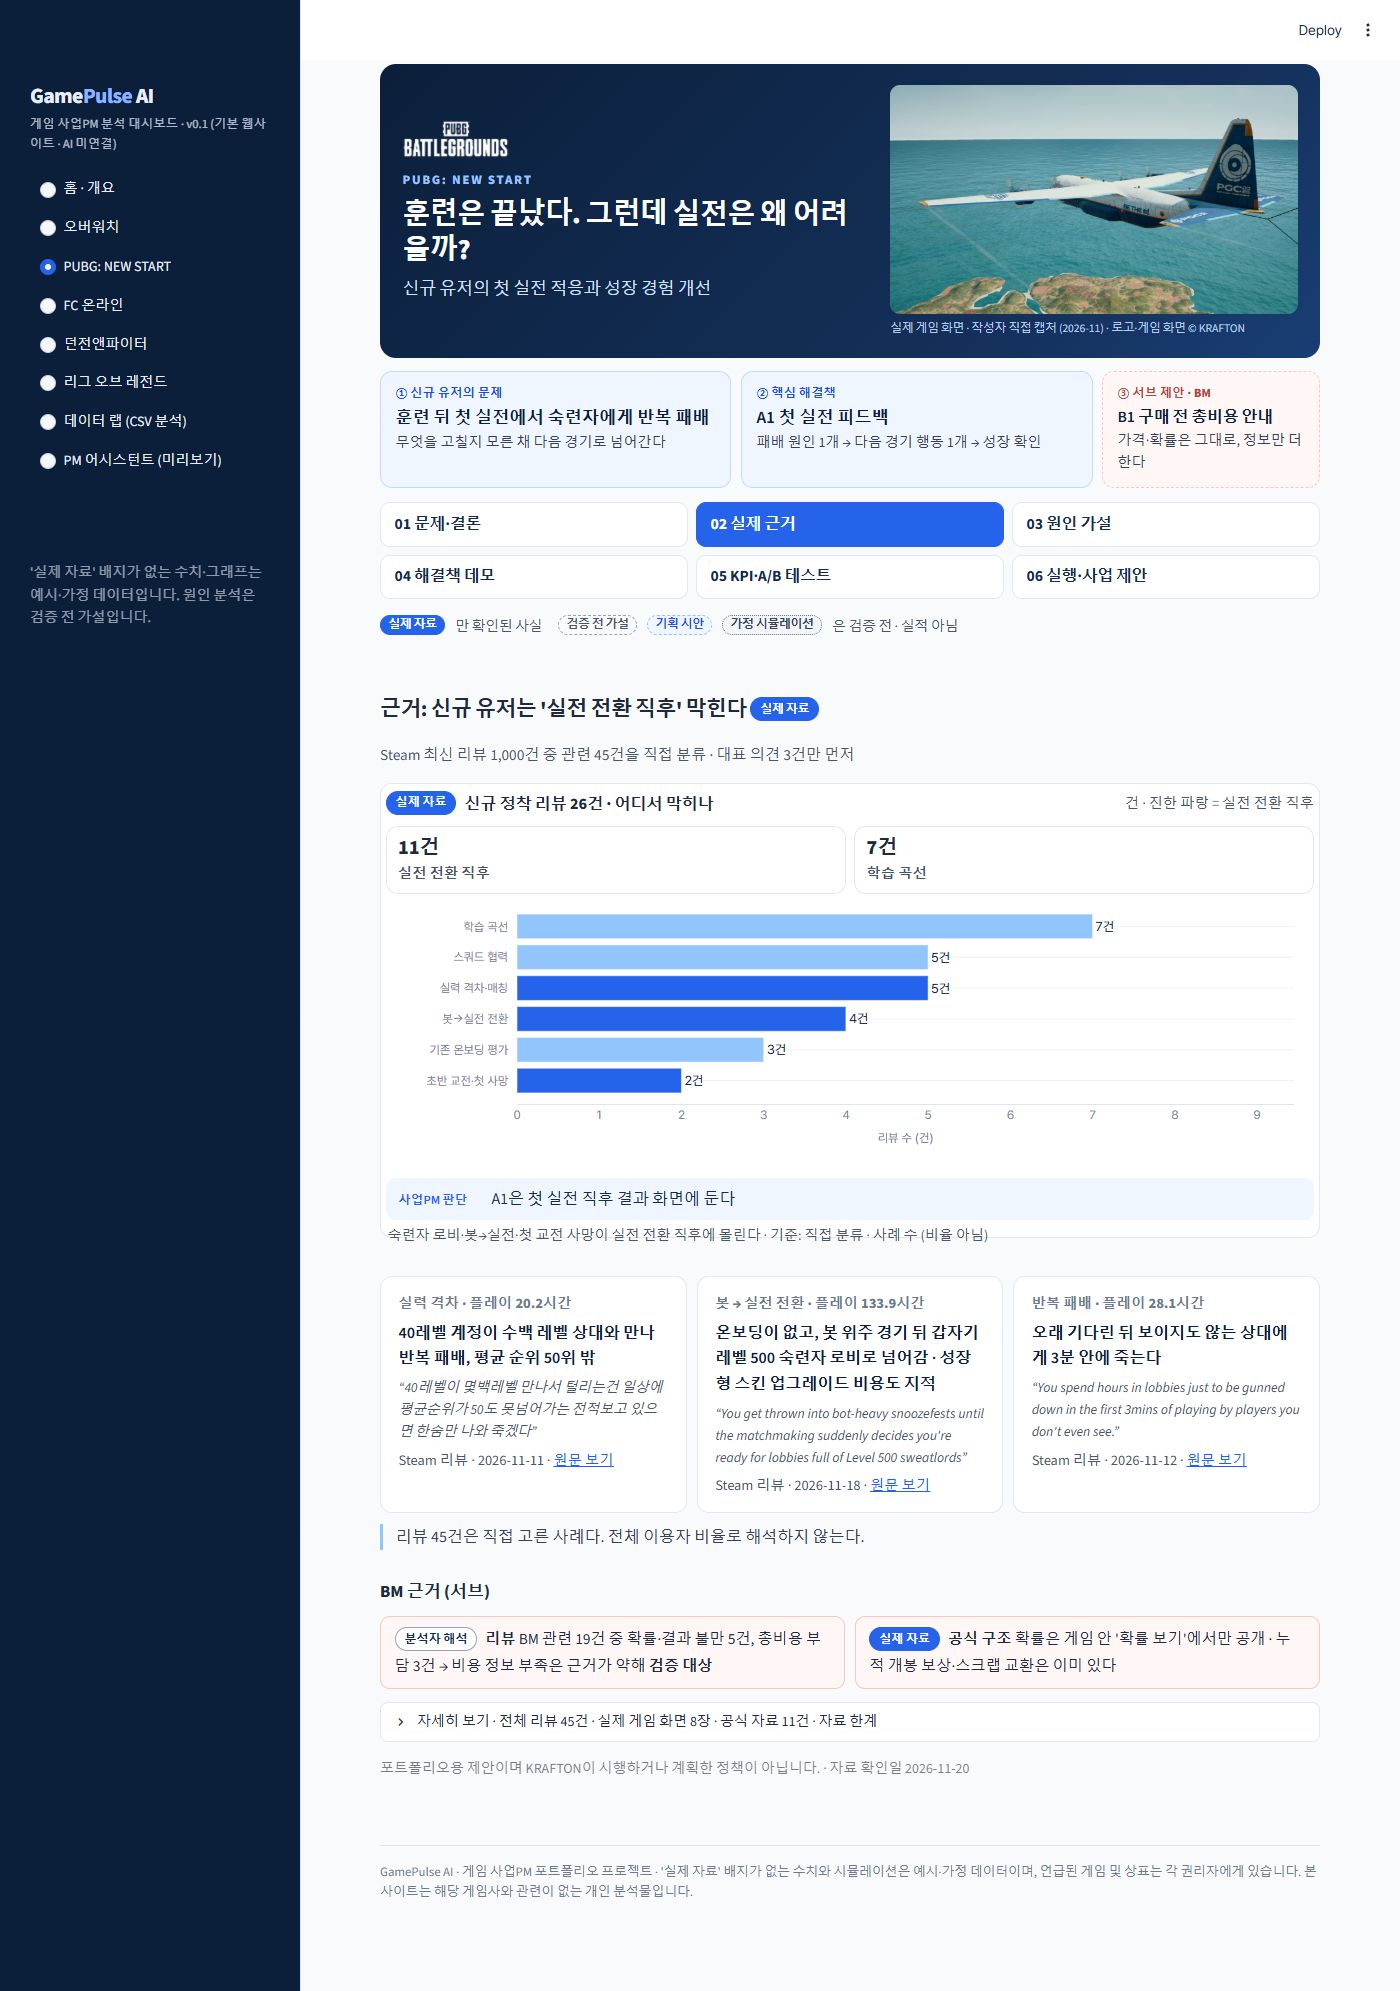 Deploy
GamePulse AI
게임 사업PM 분석 대시보드 · v0.1 (기본 웹사
이트 · AI 미연결)
홈 · 개요
오버워치
PUBG: NEW START
FC 온라인
던전앤파이터
리그 오브 레전드
데이터 랩 (CSV 분석)
PM 어시스턴트 (미리보기)
'실제 자료' 배지가 없는 수치·그래프는
예시·가정 데이터입니다. 원인 분석은
검증 전 가설입니다.
PUBG
BATTLEGROUNDS
PUBG: NEW START
훈련은 끝났다. 그런데 실전은 왜 어려
울까?
신규 유저의 첫 실전 적응과 성장 경험 개선
PGC
실제 게임 화면 · 작성자 직접 캡처 (2026-11) · 로고·게임 화면 © KRAFTON
① 신규 유저의 문제
훈련 뒤 첫 실전에서 숙련자에게 반복 패배
무엇을 고칠지 모른 채 다음 경기로 넘어간다
② 핵심 해결책
A1 첫 실전 피드백
패배 원인 1개 → 다음 경기 행동 1개 → 성장 확인
③ 서브 제안 · BM
B1 구매 전 총비용 안내
가격·확률은 그대로, 정보만 더
한다
01 문제·결론
02 실제 근거
03 원인 가설
04 해결책 데모
05 KPI·A/B 테스트
06 실행·사업 제안
실제 자료 만 확인된 사실 검증 전 가설 기획 시안 가정 시뮬레이션 은 검증 전 · 실적 아님
근거: 신규 유저는 '실전 전환 직후' 막힌다 실제 자료
Steam 최신 리뷰 1,000건 중 관련 45건을 직접 분류 · 대표 의견 3건만 먼저
실제 자료 신규 정착 리뷰 26건 · 어디서 막히나
건 · 진한 파랑 = 실전 전환 직후
11건
실전 전환 직후
7건
학습 곡선
학습 곡선 7건
스쿼드 협력 5건
실력 격차·매칭 5건
봇→실전 전환 4건
기존 온보딩 평가 3건
초반 교전·첫 사망 2건
0 1 2 3 4 5 6 7 8 9
리뷰 수 (건)
사업PM 판단 A1은 첫 실전 직후 결과 화면에 둔다
숙련자 로비·봇→실전·첫 교전 사망이 실전 전환 직후에 몰린다 · 기준: 직접 분류 · 사례 수 (비율 아님)
실력 격차 · 플레이 20.2시간
40레벨 계정이 수백 레벨 상대와 만나
반복 패배, 평균 순위 50위 밖
“40레벨이 몇백레벨 만나서 털리는건 일상에
평균순위가 50도 못넘어가는 전적보고 있으
면 한숨만 나와 죽겠다”
Steam 리뷰 · 2026-11-11 · 원문 보기
봇 → 실전 전환 · 플레이 133.9시간
온보딩이 없고, 봇 위주 경기 뒤 갑자기
레벨 500 숙련자 로비로 넘어감 · 성장
형 스킨 업그레이드 비용도 지적
“You get thrown into bot-heavy snoozefests until
the matchmaking suddenly decides you're
ready for lobbies full of Level 500 sweatlords”
Steam 리뷰 · 2026-11-18 · 원문 보기
반복 패배 · 플레이 28.1시간
오래 기다린 뒤 보이지도 않는 상대에
게 3분 안에 죽는다
“You spend hours in lobbies just to be gunned
down in the first 3mins of playing by players you
don't even see.”
Steam 리뷰 · 2026-11-12 · 원문 보기
리뷰 45건은 직접 고른 사례다. 전체 이용자 비율로 해석하지 않는다.
BM 근거 (서브)
분석자 해석 리뷰 BM 관련 19건 중 확률·결과 불만 5건, 총비용 부
담 3건 → 비용 정보 부족은 근거가 약해 검증 대상
실제 자료 공식 구조 확률은 게임 안 '확률 보기'에서만 공개 · 누
적 개봉 보상·스크랩 교환은 이미 있다
자세히 보기 · 전체 리뷰 45건 · 실제 게임 화면 8장 · 공식 자료 11건 · 자료 한계
포트폴리오용 제안이며 KRAFTON이 시행하거나 계획한 정책이 아닙니다. · 자료 확인일 2026-11-20
GamePulse AI · 게임 사업PM 포트폴리오 프로젝트 · '실제 자료' 배지가 없는 수치와 시뮬레이션은 예시·가정 데이터이며, 언급된 게임 및 상표는 각 권리자에게 있습니다. 본
사이트는 해당 게임사와 관련이 없는 개인 분석물입니다.